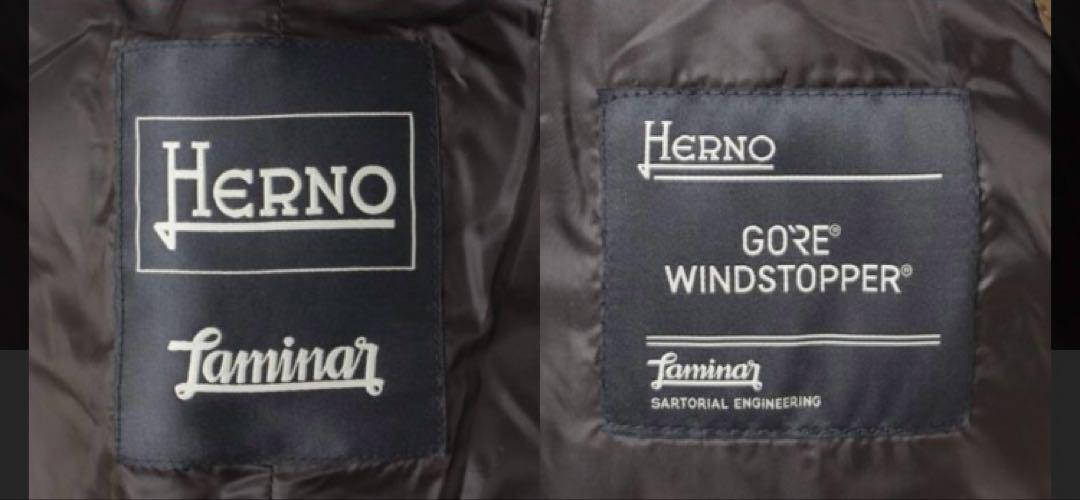 HERNO
Laminar
HERNO
GORE®
WINDSTOPPER®
Laminar
SARTORIAL ENGINEERING